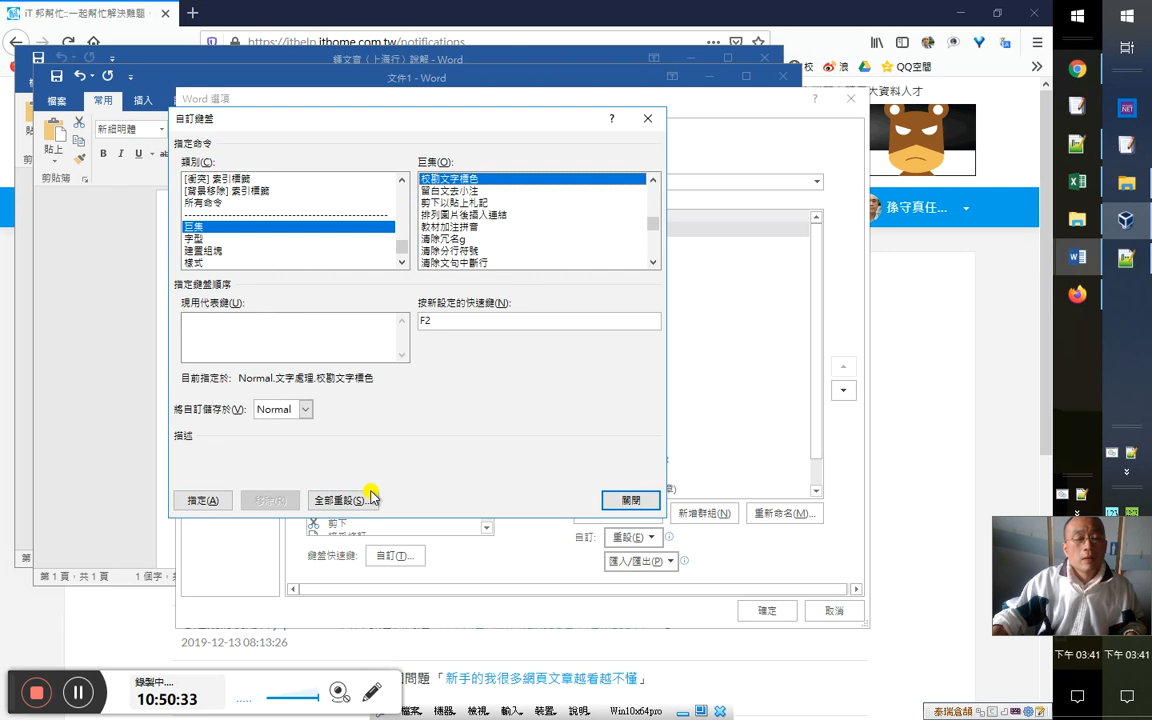 iT 邦幫忙::一起幫忙解決難題，
https://ithelp.ithome.com.tw/notifications
鍾文章（上海行）說解 - Word
文件1 - Word
QQ空間
大資料人才
檔案
常用
插入
Word 選項
自訂鍵盤
指定命令
類別(C):
巨集(O):
[衝突] 索引標籤
[背景移除] 索引標籤
所有命令
巨集
字型
建置組塊
樣式
校勘文字標色
留白文去小注
剪下以貼上札記
排列圖片後插入連結
教材加注拼音
清除冗名g
清除分行符號
清除文句中斷行
新細明體
貼上
B I U
剪貼簿
孫守真任...
指定鍵盤順序
現用代表鍵(U):
按新設定的快速鍵(N):
F2
目前指定於: Normal.文字處理.校勘文字標色
將自訂儲存於(V): Normal
描述
指定(A)
移除(R)
全部重設(S)...
關閉
新增群組(N)
重新命名(M)...
剪下
自訂: 重設(E)
鍵盤快速鍵: 自訂(T)...
匯入/匯出(P)
第 1 頁，共 1 頁
1 個字，
確定
取消
2019-12-13 08:13:26
下午 03:41
下午 03:41
問題「新手的我很多網頁文章越看越不懂」
錄製中....
10:50:33
檔案, 機器, 檢視, 輸入, 裝置, 說明, Win10x64pro
泰瑞倉頡